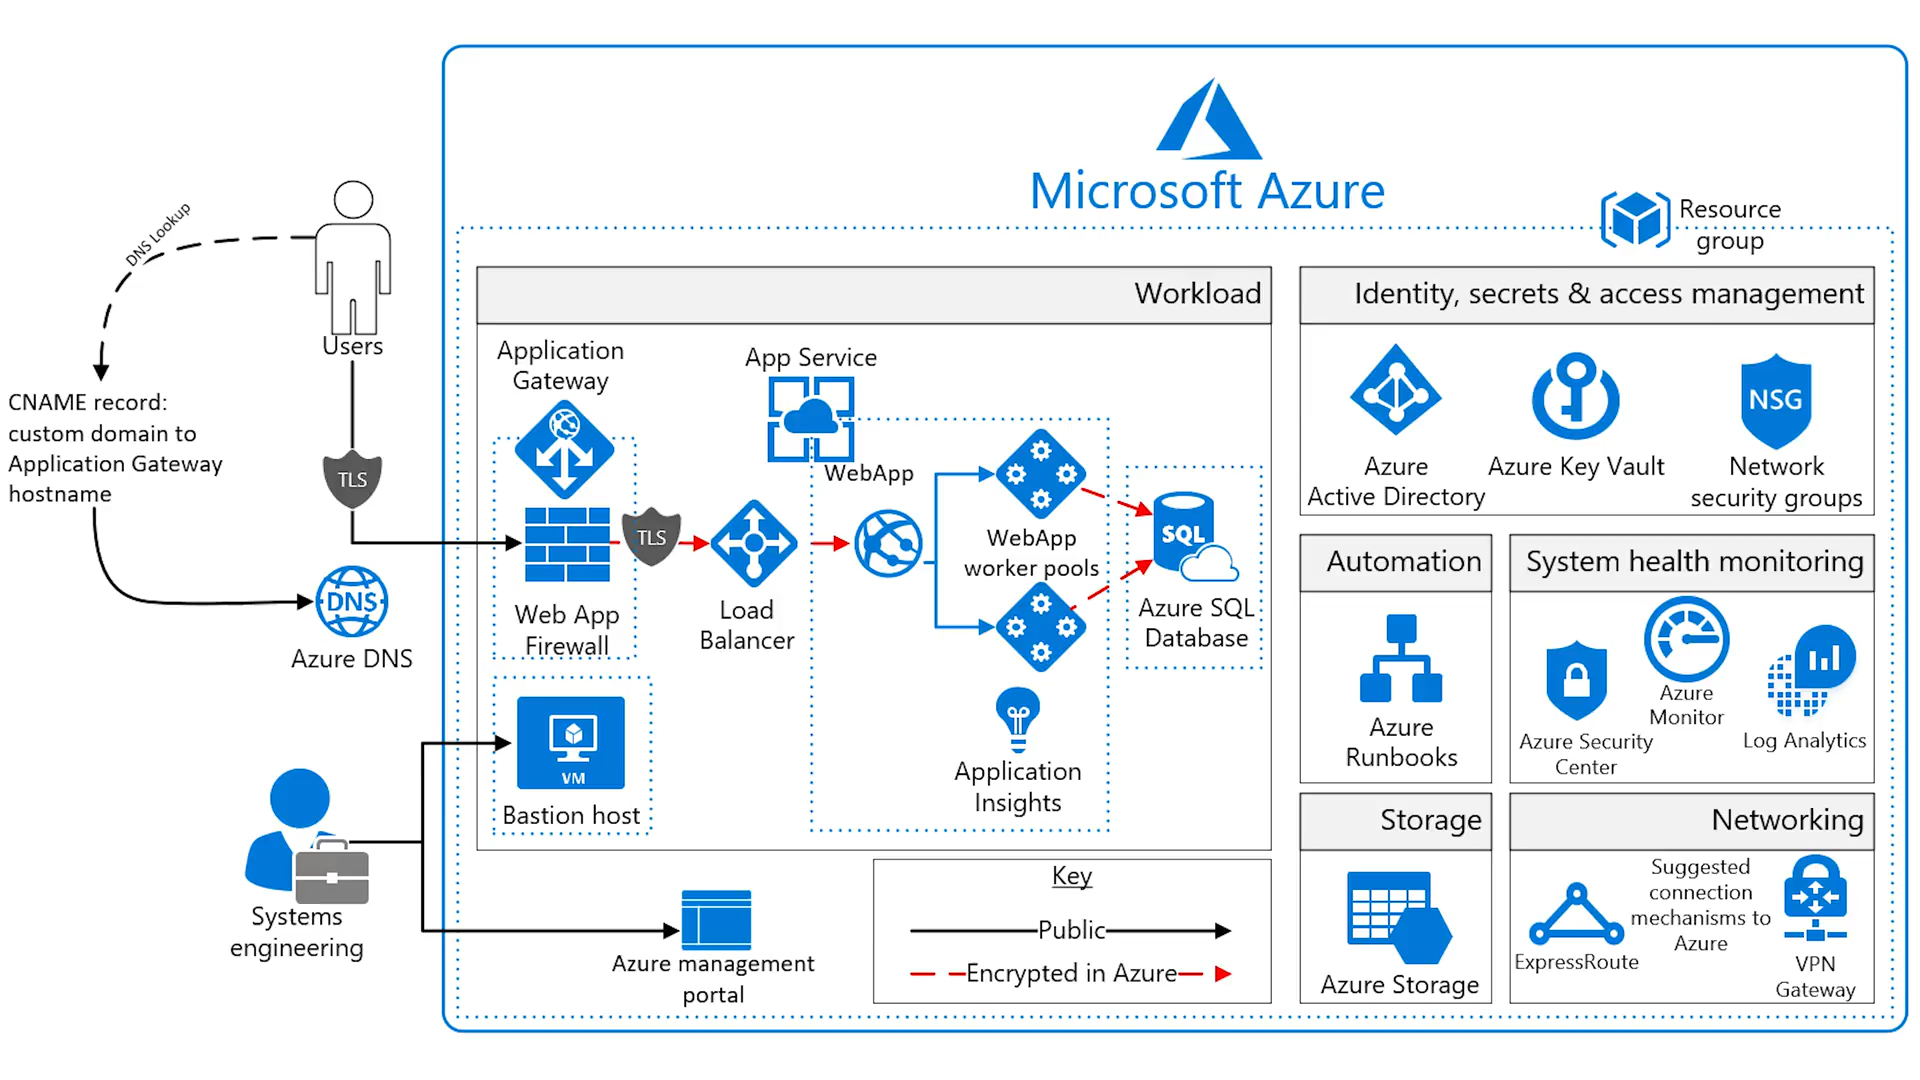 Microsoft Azure
Resource
group
DNS Lookup
Users
TLS
CNAME record:
custom domain to
Application Gateway
hostname
DNS
Azure DNS
Systems
engineering
Workload
Application
Gateway
Web App
Firewall
TLS
Load
Balancer
App Service
WebApp
WebApp
worker pools
SQL
Azure SQL
Database
Application
Insights
VM
Bastion host
Azure management
portal
Key
Public
Encrypted in Azure
Identity, secrets & access management
Azure
Active Directory
Azure Key Vault
NSG
Network
security groups
Automation
Azure
Runbooks
System health monitoring
Azure Security
Center
Azure
Monitor
Log Analytics
Storage
Azure Storage
Networking
ExpressRoute
Suggested
connection
mechanisms to
Azure
VPN
Gateway